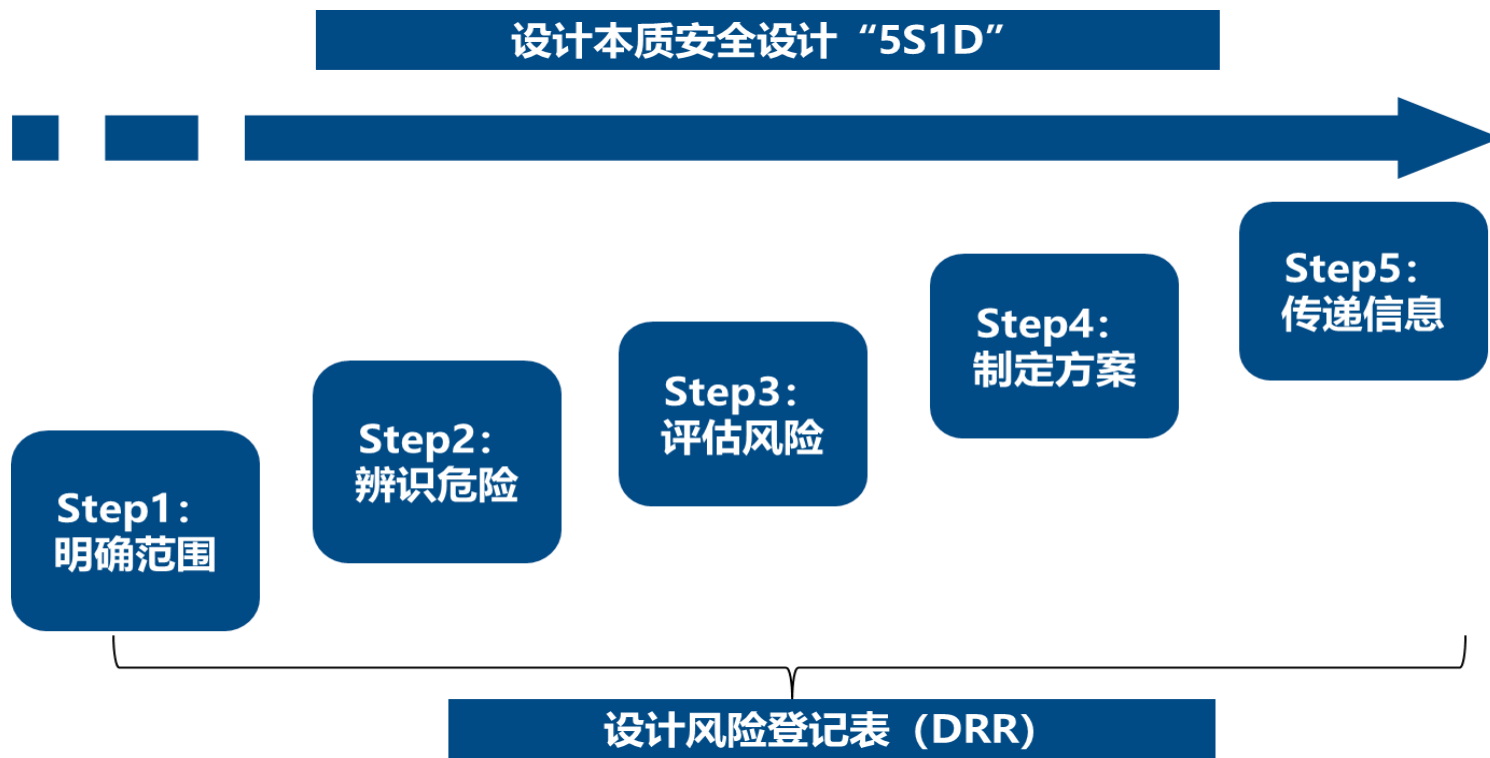 设计本质安全设计“5S1D”
Step1：
明确范围
Step2：
辨识危险
Step3：
评估风险
Step4：
制定方案
Step5：
传递信息
设计风险登记表（DRR）